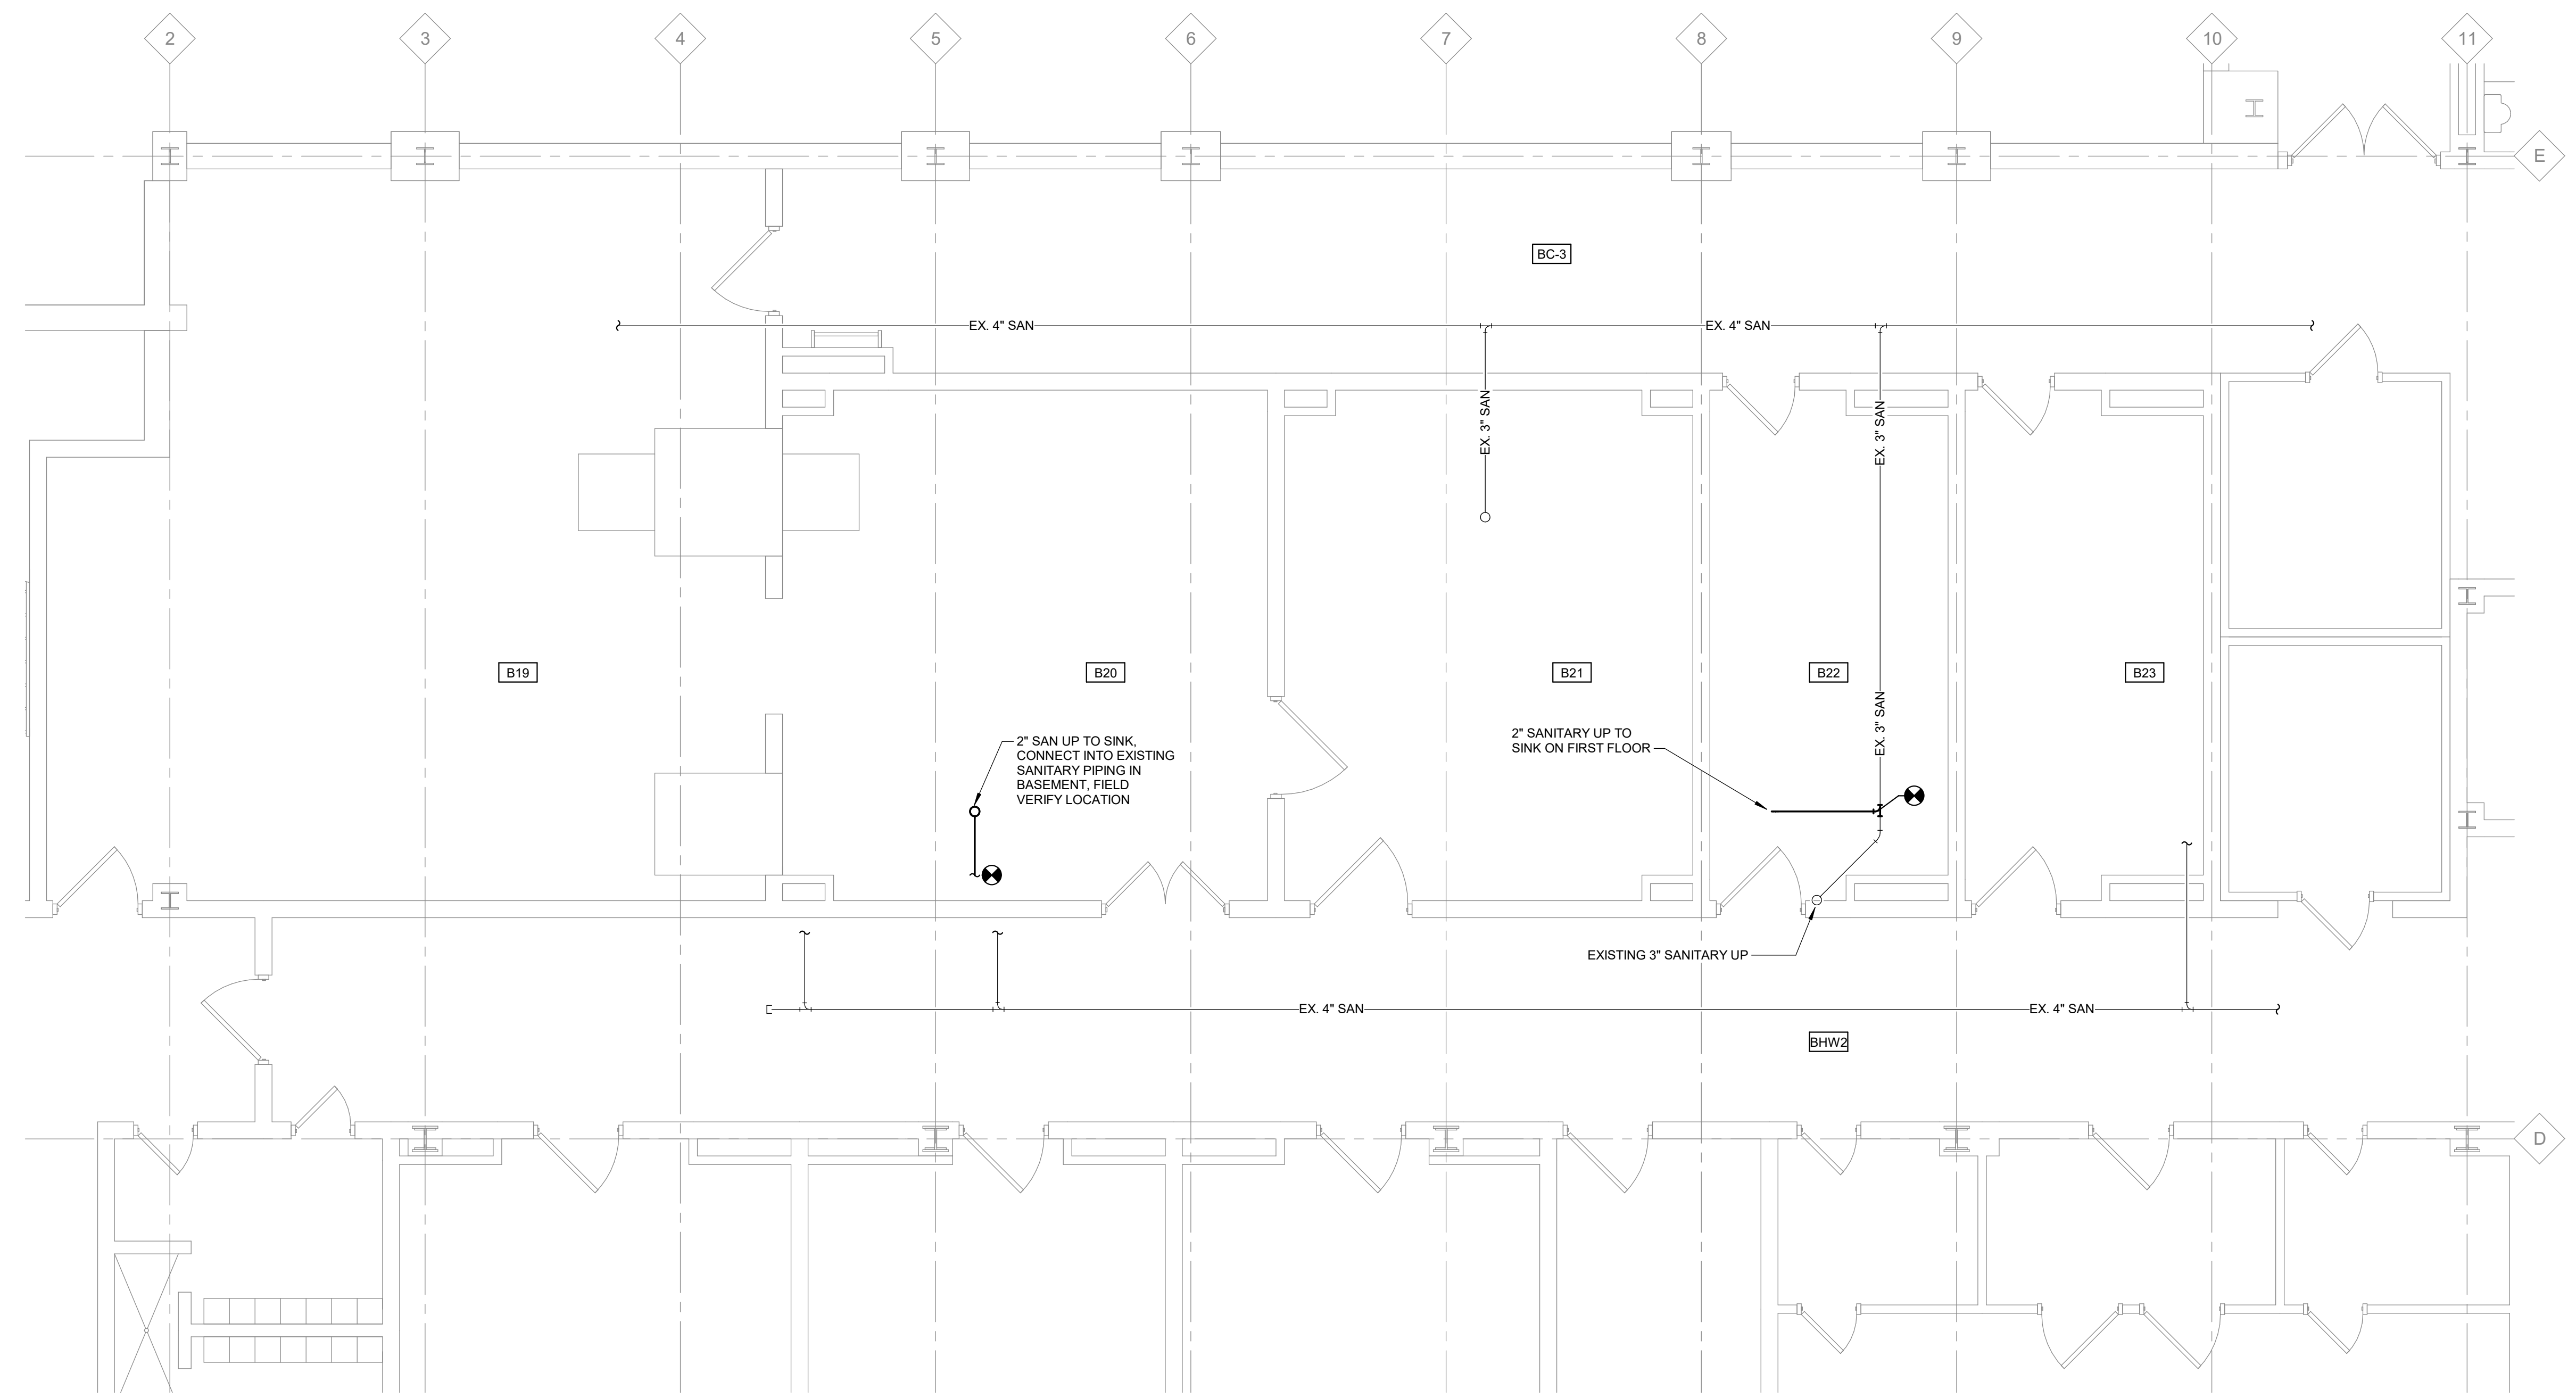 2
3
4
5
6
7
8
9
10
11
E
BC-3
EX. 4" SAN
EX. 4" SAN
EX. 3" SAN
EX. 3" SAN
B19
B20
B21
B22
B23
EX. 3" SAN
2" SAN UP TO SINK,
CONNECT INTO EXISTING
SANITARY PIPING IN
BASEMENT, FIELD
VERIFY LOCATION
2" SANITARY UP TO
SINK ON FIRST FLOOR
EXISTING 3" SANITARY UP
EX. 4" SAN
EX. 4" SAN
BHW2
D